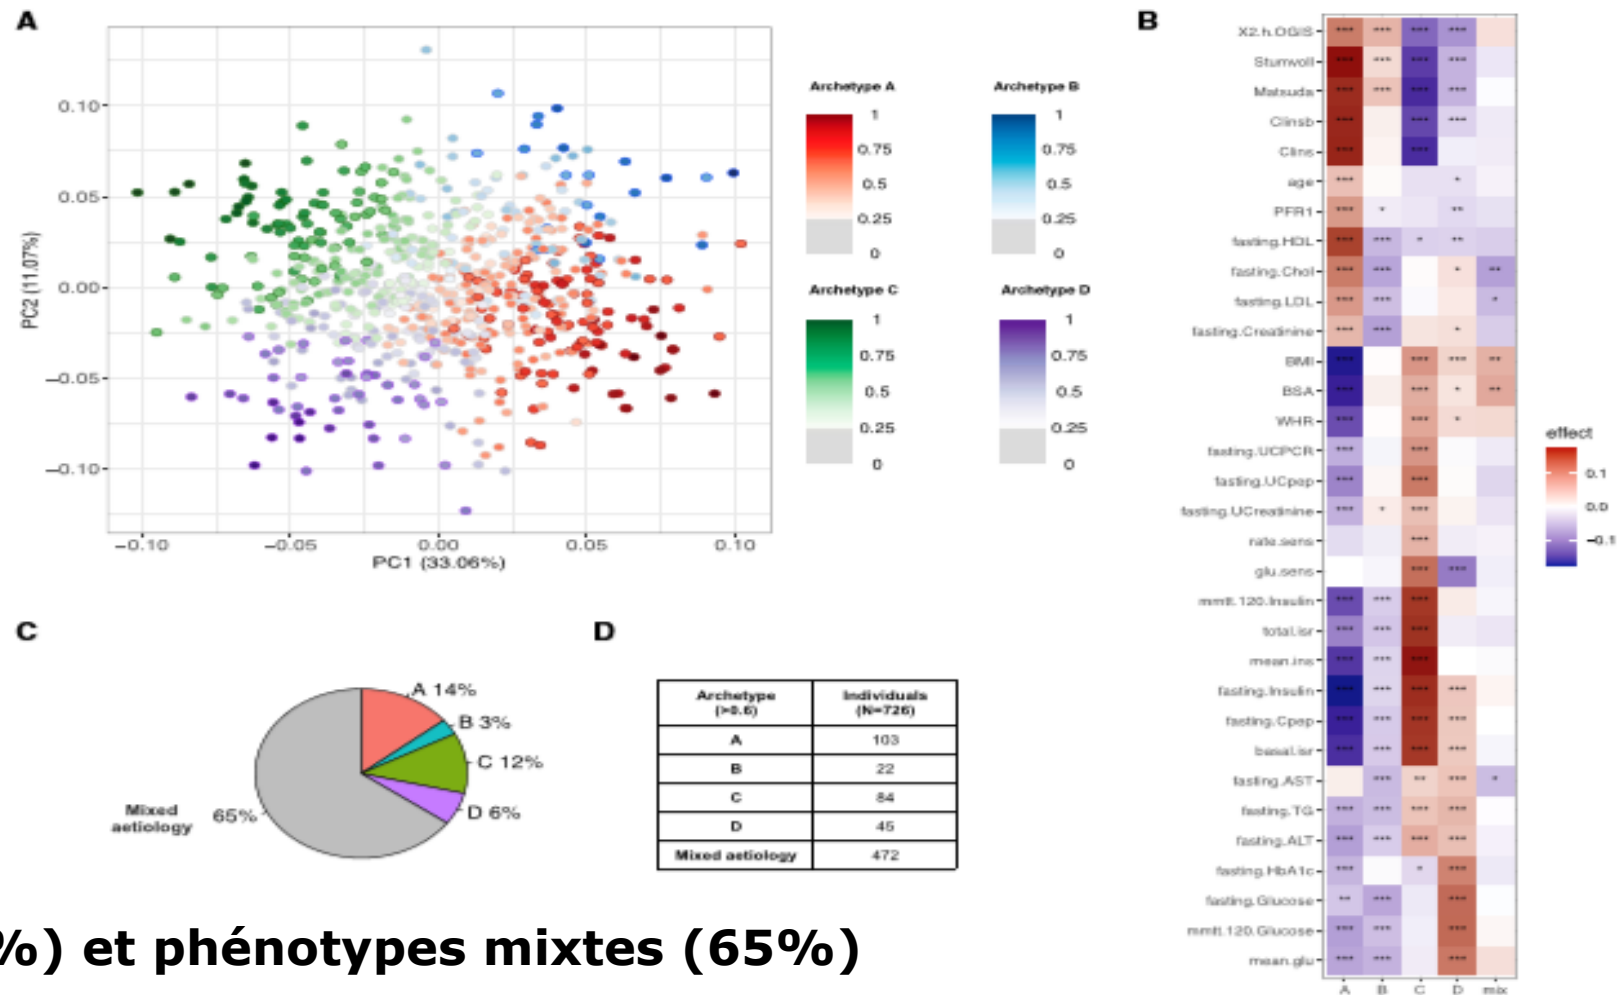 A
0.10
0.05
0.00
−0.05
−0.10
PC2 (11.07%)
−0.10
−0.05
0.00
0.05
0.10
PC1 (33.06%)
Archetype A
1
0.75
0.5
0.25
0
Archetype B
1
0.75
0.5
0.25
0
Archetype C
1
0.75
0.5
0.25
0
Archetype D
1
0.75
0.5
0.25
0
B
X2.h.OGIS *** *** *** ***
Stumvoll *** *** *** ***
Matsuda *** *** *** ***
Clinsb *** *** ***
Clins *** ***
age *** *
PFR1 *** * **
fasting.HDL *** *** * **
fasting.Chol *** *** * **
fasting.LDL *** *** *
fasting.Creatinine *** *** *
BMI *** *** *** **
BSA *** *** * **
WHR *** *** *
fasting.UCPCR *** ***
fasting.UCpep *** ***
fasting.UCreatinine *** * ***
rate.sens ***
glu.sens *** ***
mmtt.120.Insulin *** *** ***
total.isr *** *** ***
mean.ins *** *** ***
fasting.Insulin *** *** *** ***
fasting.Cpep *** *** *** ***
basal.isr *** *** *** ***
fasting.AST *** ** *** *
fasting.TG *** *** *** ***
fasting.ALT *** *** *** ***
fasting.HbA1c *** * ***
fasting.Glucose ** *** ***
mmtt.120.Glucose *** *** ***
mean.glu *** *** ***
A B C D mix
effect
0.1
0.0
−0.1
C
A 14%
B 3%
C 12%
D 6%
65%
Mixed
aetiology
D
Archetype (>0.6) Individuals (N=726)
A 103
B 22
C 84
D 45
Mixed aetiology 472
%) et phénotypes mixtes (65%)